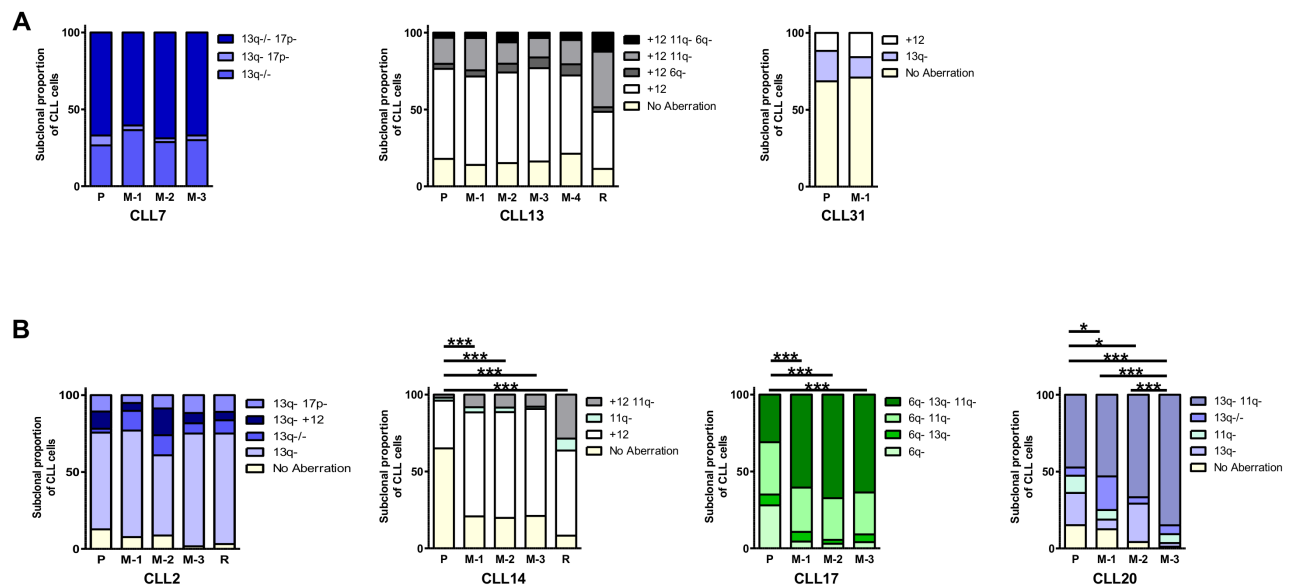 A
Subclonal proportion
of CLL cells
100
50
0
P M-1 M-2 M-3
CLL7
13q-/- 17p-
13q- 17p-
13q-/-
Subclonal proportion
of CLL cells
100
50
0
P M-1 M-2 M-3 M-4 R
CLL13
+12 11q- 6q-
+12 11q-
+12 6q-
+12
No Aberration
Subclonal proportion
of CLL cells
100
50
0
P M-1
CLL31
+12
13q-
No Aberration
B
Subclonal proportion
of CLL cells
100
50
0
P M-1 M-2 M-3 R
CLL2
13q- 17p-
13q- +12
13q-/-
13q-
No Aberration
***
***
***
***
Subclonal proportion
of CLL cells
100
50
0
P M-1 M-2 M-3 R
CLL14
+12 11q-
11q-
+12
No Aberration
***
***
***
Subclonal proportion
of CLL cells
100
50
0
P M-1 M-2 M-3
CLL17
6q- 13q- 11q-
6q- 11q-
6q- 13q-
6q-
*
*
***
***
***
Subclonal proportion
of CLL cells
100
50
0
P M-1 M-2 M-3
CLL20
13q- 11q-
13q-/-
11q-
13q-
No Aberration